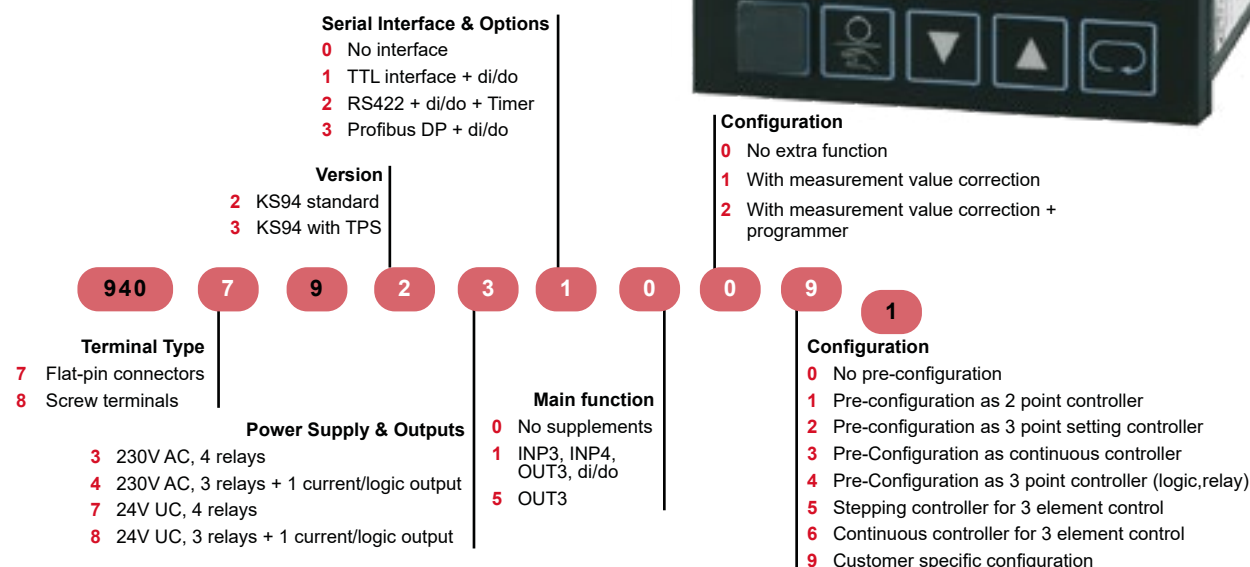 Serial Interface & Options
0 No interface
1 TTL interface + di/do
2 RS422 + di/do + Timer
3 Profibus DP + di/do
Configuration
0 No extra function
1 With measurement value correction
2 With measurement value correction +
programmer
Version
2 KS94 standard
3 KS94 with TPS
940 7 9 2 3 1 0 0 9 1
Terminal Type
7 Flat-pin connectors
8 Screw terminals
Power Supply & Outputs
3 230V AC, 4 relays
4 230V AC, 3 relays + 1 current/logic output
7 24V UC, 4 relays
8 24V UC, 3 relays + 1 current/logic output
Main function
0 No supplements
1 INP3, INP4,
OUT3, di/do
5 OUT3
Configuration
0 No pre-configuration
1 Pre-configuration as 2 point controller
2 Pre-configuration as 3 point setting controller
3 Pre-Configuration as continuous controller
4 Pre-Configuration as 3 point controller (logic,relay)
5 Stepping controller for 3 element control
6 Continuous controller for 3 element control
9 Customer specific configuration